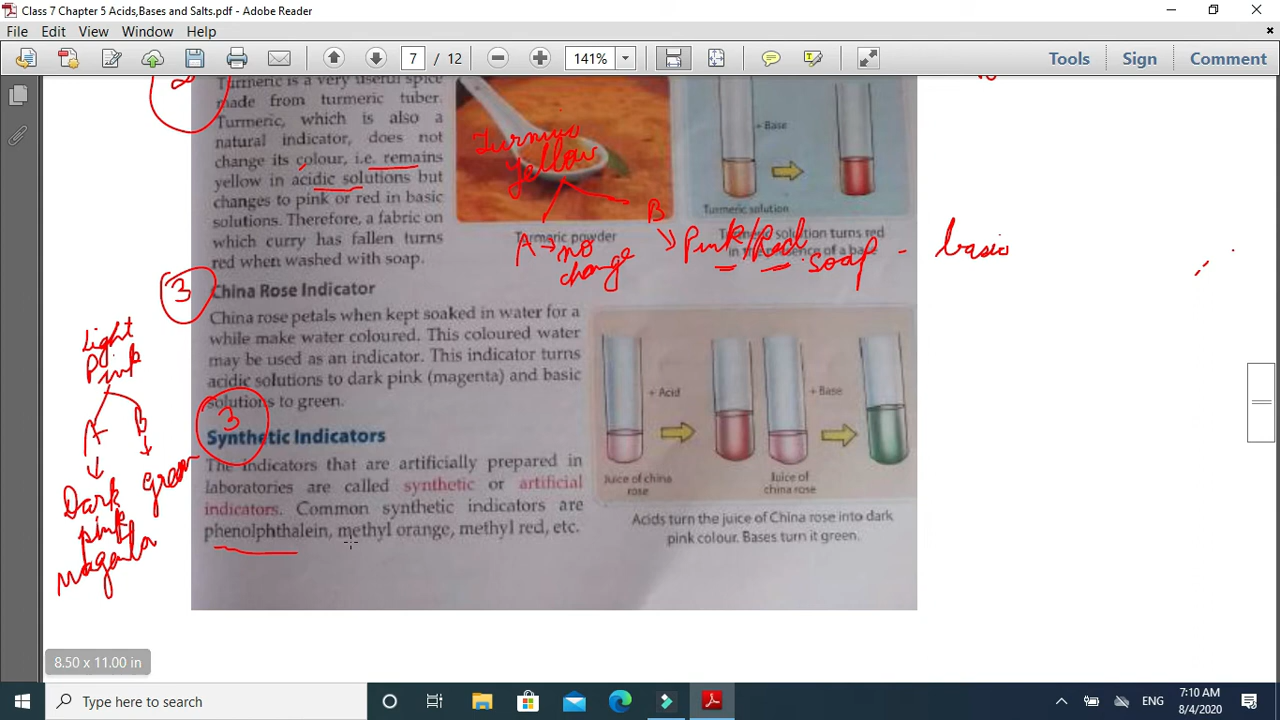 Class 7 Chapter 5 Acids,Bases and Salts.pdf - Adobe Reader
File Edit View Window Help
7 / 12
141%
Tools Sign Comment
Turmeric is a very useful spice
made from turmeric tuber.
Turmeric, which is also a
natural indicator, does not
change its colour, i.e. remains
yellow in acidic solutions but
changes to pink or red in basic
solutions. Therefore, a fabric on
which curry has fallen turns
red when washed with soap.
yellow
A → no
change
B
Pink/Red
Turmeric powder
+ Base
Turmeric solution
Turmeric solution turns red
in the presence of a base
soap - basic
3
China Rose Indicator
China rose petals when kept soaked in water for a
while make water coloured. This coloured water
may be used as an indicator. This indicator turns
acidic solutions to dark pink (magenta) and basic
solutions to green.
Light
Pink
A
B
Dark
pink
magenta
green
3
Synthetic Indicators
The indicators that are artificially prepared in
laboratories are called synthetic or artificial
indicators. Common synthetic indicators are
phenolphthalein, methyl orange, methyl red, etc.
+ Acid
+ Base
Juice of china
rose
Juice of
china rose
Acids turn the juice of China rose into dark
pink colour. Bases turn it green.
8.50 x 11.00 in
Type here to search
ENG
7:10 AM
8/4/2020